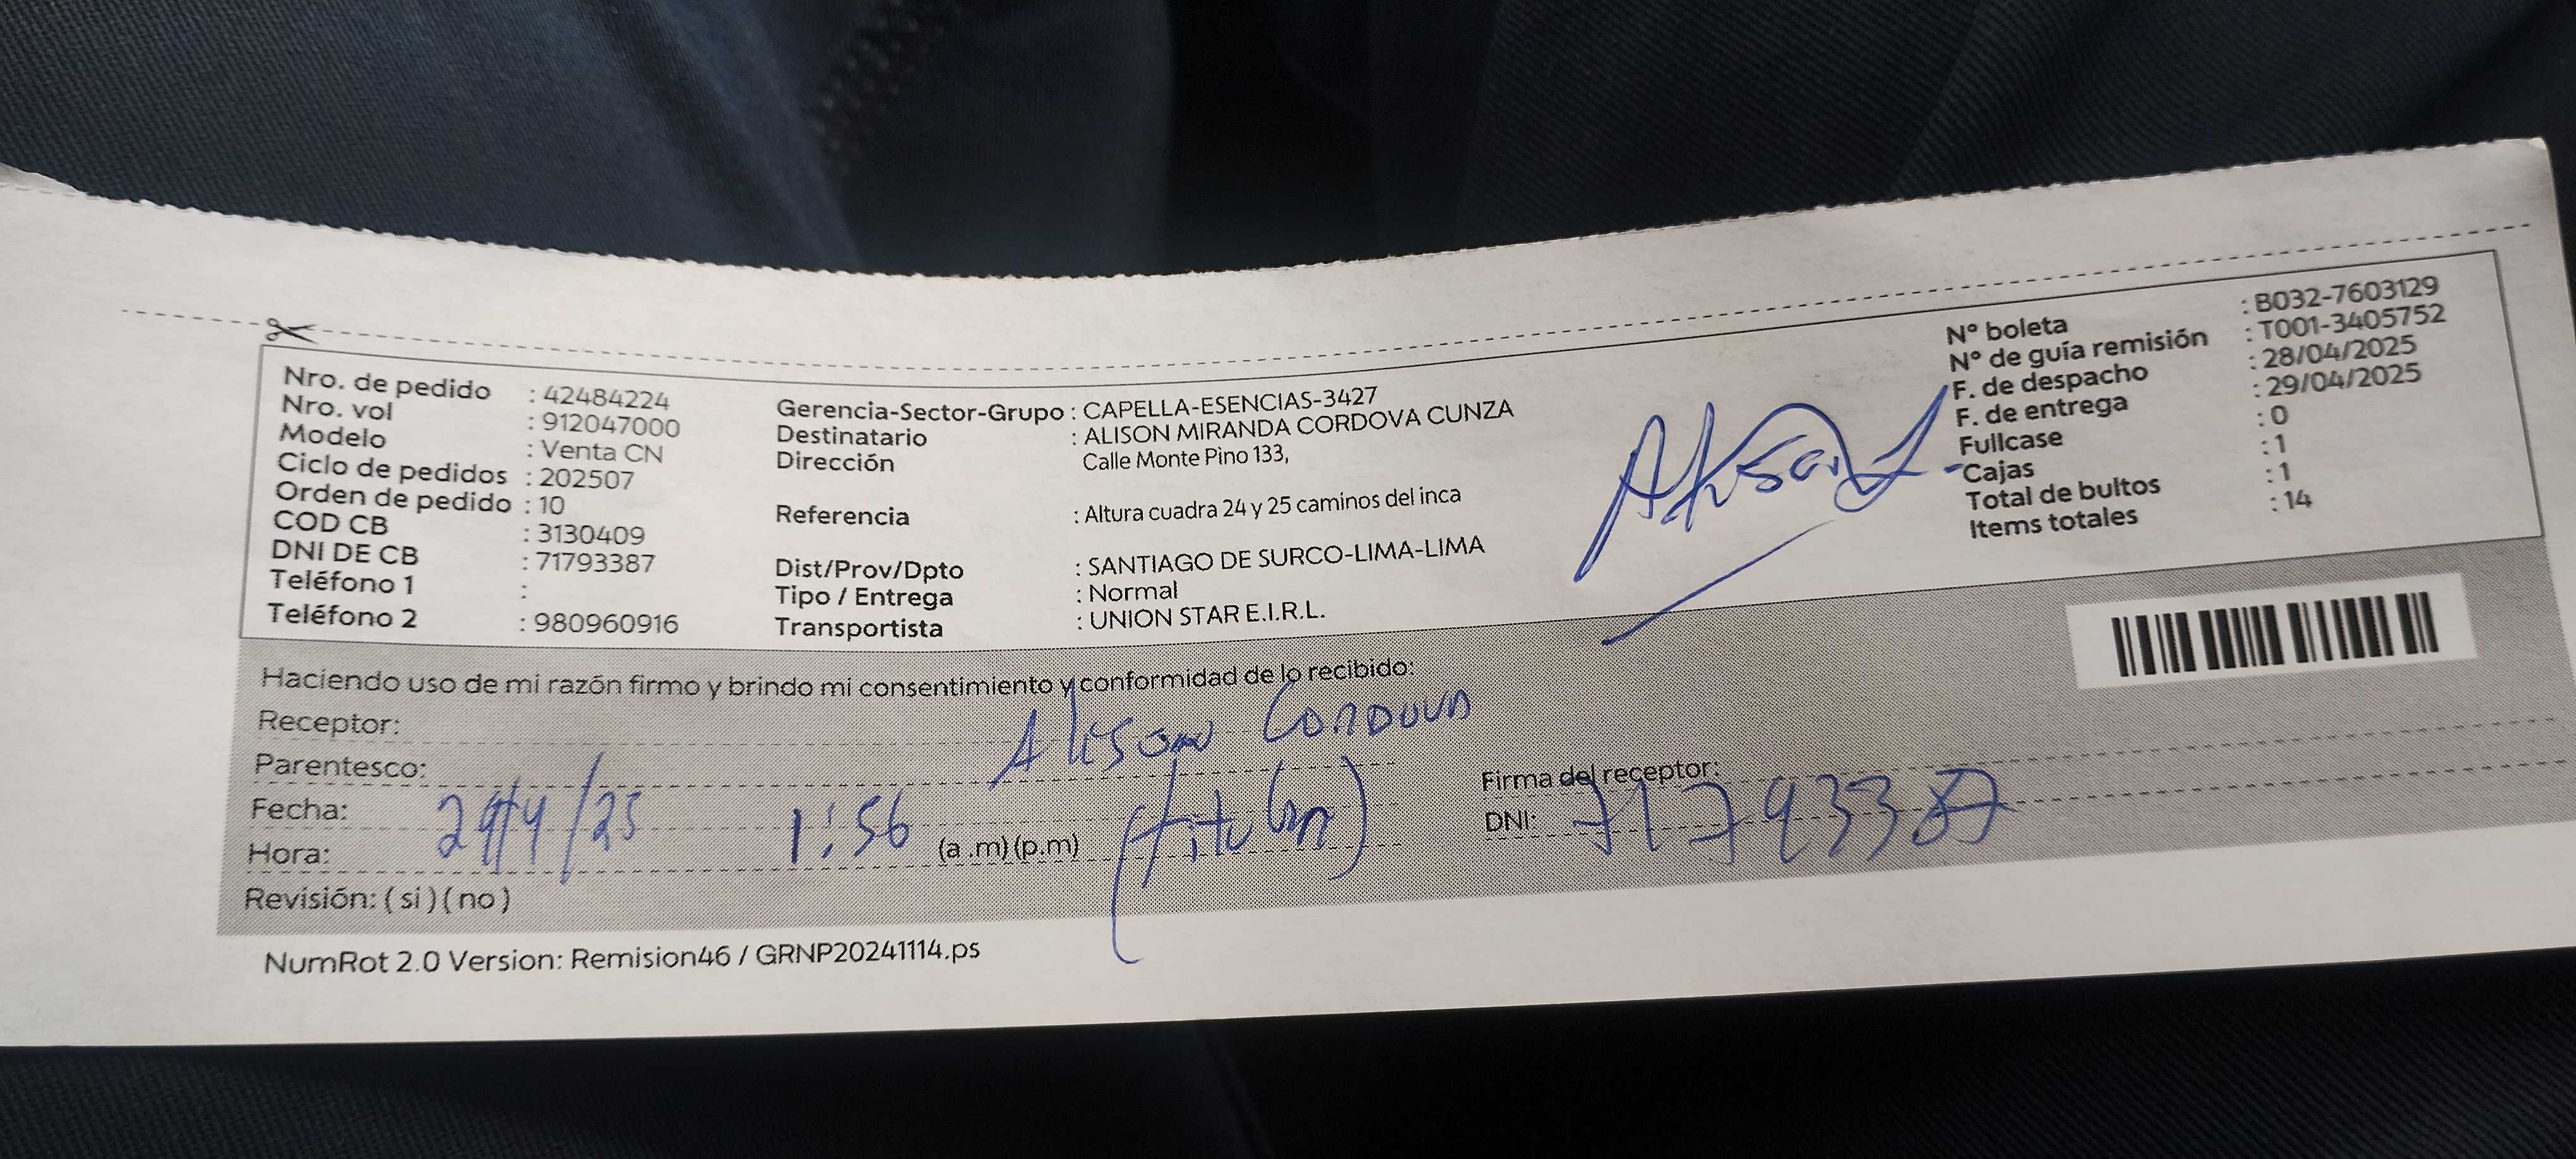 Nro. de pedido : 42484224
Nro. vol : 912047000
Modelo : Venta CN
Ciclo de pedidos : 202507
Orden de pedido : 10
COD CB : 3130409
DNI DE CB : 71793387
Teléfono 1 :
Teléfono 2 : 980960916
Gerencia-Sector-Grupo : CAPELLA-ESENCIAS-3427
Destinatario : ALISON MIRANDA CORDOVA CUNZA
Dirección Calle Monte Pino 133,
Referencia : Altura cuadra 24 y 25 caminos del inca
Dist/Prov/Dpto : SANTIAGO DE SURCO-LIMA-LIMA
Tipo / Entrega : Normal
Transportista : UNION STAR E.I.R.L.
Alison
N° boleta : B032-7603129
N° de guía remisión : T001-3405752
F. de despacho : 28/04/2025
F. de entrega : 29/04/2025
Fullcase : 0
Cajas : 1
Total de bultos : 1
Items totales : 14
Haciendo uso de mi razón firmo y brindo mi consentimiento y conformidad de lo recibido:
Receptor: Alison Cordova
Parentesco: (titular)
Fecha: 29/4/25
Hora: 1:56 (a .m) (p.m)
Revisión: ( si ) ( no )
Firma del receptor:
DNI: 71793387
NumRot 2.0 Version: Remision46 / GRNP20241114.ps